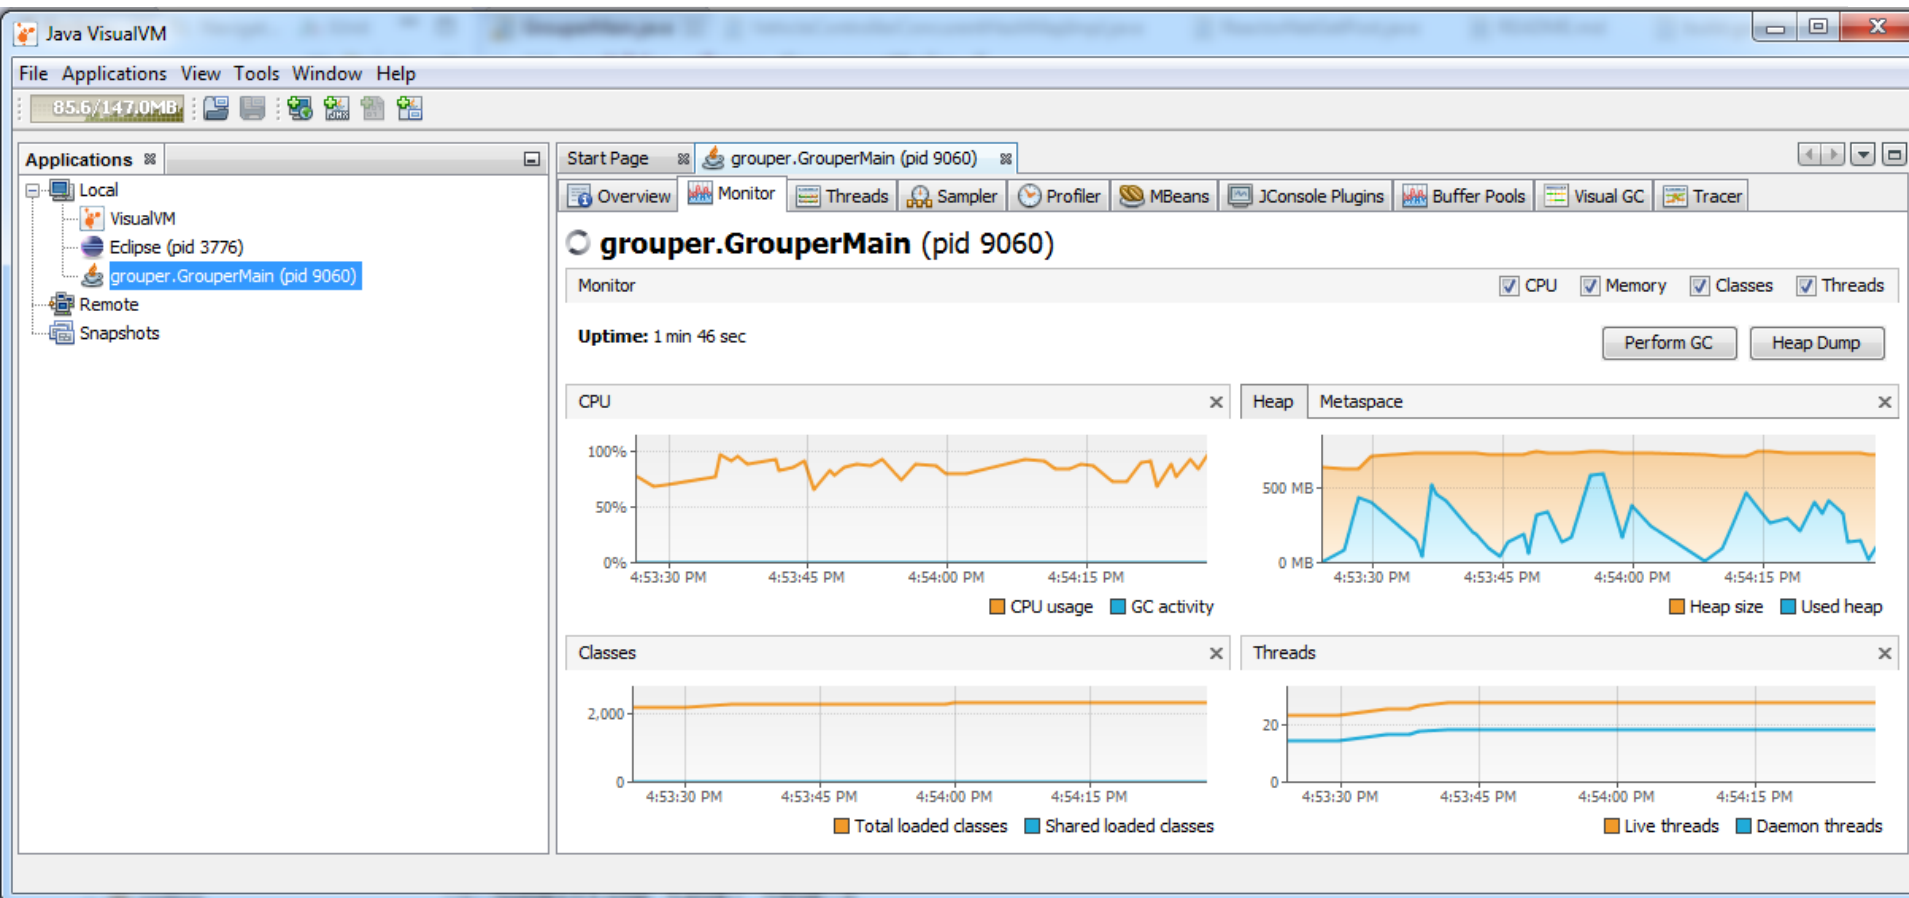 Java VisualVM
File Applications View Tools Window Help
85.6/147.0MB
Applications
Local
VisualVM
Eclipse (pid 3776)
grouper.GrouperMain (pid 9060)
Remote
Snapshots
Start Page grouper.GrouperMain (pid 9060)
Overview Monitor Threads Sampler Profiler MBeans JConsole Plugins Buffer Pools Visual GC Tracer
grouper.GrouperMain (pid 9060)
Monitor CPU Memory Classes Threads
Uptime: 1 min 46 sec
Perform GC Heap Dump
CPU
100%
50%
0%
4:53:30 PM 4:53:45 PM 4:54:00 PM 4:54:15 PM
CPU usage GC activity
Heap Metaspace
500 MB
0 MB
4:53:30 PM 4:53:45 PM 4:54:00 PM 4:54:15 PM
Heap size Used heap
Classes
2,000
0
4:53:30 PM 4:53:45 PM 4:54:00 PM 4:54:15 PM
Total loaded classes Shared loaded classes
Threads
20
0
4:53:30 PM 4:53:45 PM 4:54:00 PM 4:54:15 PM
Live threads Daemon threads